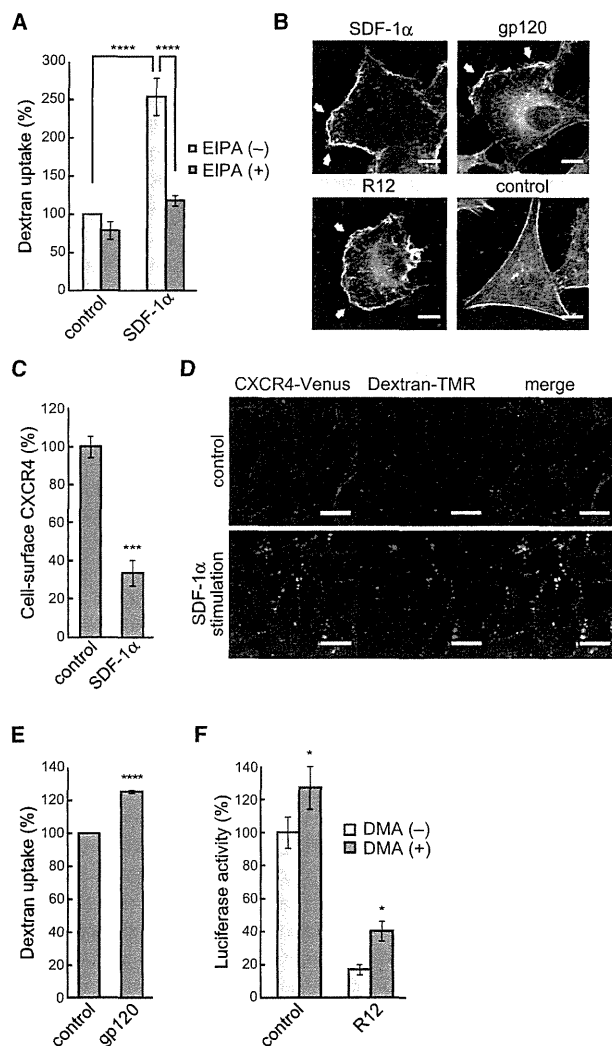 A
Dextran uptake (%)
300
250
200
150
100
50
0
****
****
EIPA (−)
EIPA (+)
control
SDF-1α
B
SDF-1α
gp120
R12
control
C
Cell-surface CXCR4 (%)
120
100
80
60
40
20
0
***
control
SDF-1α
D
CXCR4-Venus
Dextran-TMR
merge
control
SDF-1α
stimulation
E
Dextran uptake (%)
140
120
100
80
60
40
20
0
****
control
gp120
F
Luciferase activity (%)
140
120
100
80
60
40
20
0
*
*
DMA (−)
DMA (+)
control
R12